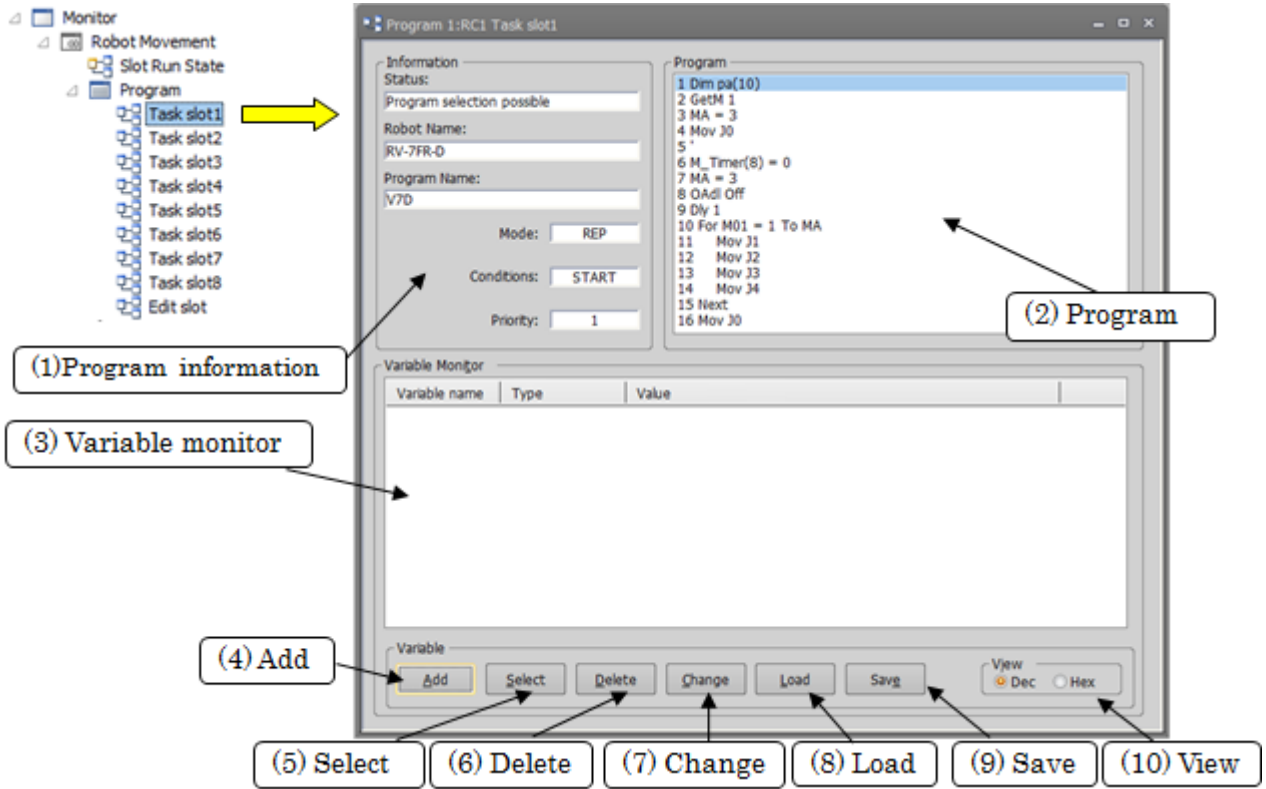 Monitor
Robot Movement
Slot Run State
Program
Task slot1
Task slot2
Task slot3
Task slot4
Task slot5
Task slot6
Task slot7
Task slot8
Edit slot
Program 1:RC1 Task slot1
Information
Status:
Program selection possible
Robot Name:
RV-7FR-D
Program Name:
V7D
Mode: REP
Conditions: START
Priority: 1
Program
1 Dim pa(10)
2 GetM 1
3 MA = 3
4 Mov J0
5 '
6 M_Timer(8) = 0
7 MA = 3
8 OAdl Off
9 Dly 1
10 For M01 = 1 To MA
11 Mov J1
12 Mov J2
13 Mov J3
14 Mov J4
15 Next
16 Mov J0
(1)Program information
(2) Program
Variable Monitor
Variable name Type Value
(3) Variable monitor
(4) Add
Variable
Add Select Delete Change Load Save
View
Dec Hex
(5) Select (6) Delete (7) Change (8) Load (9) Save (10) View